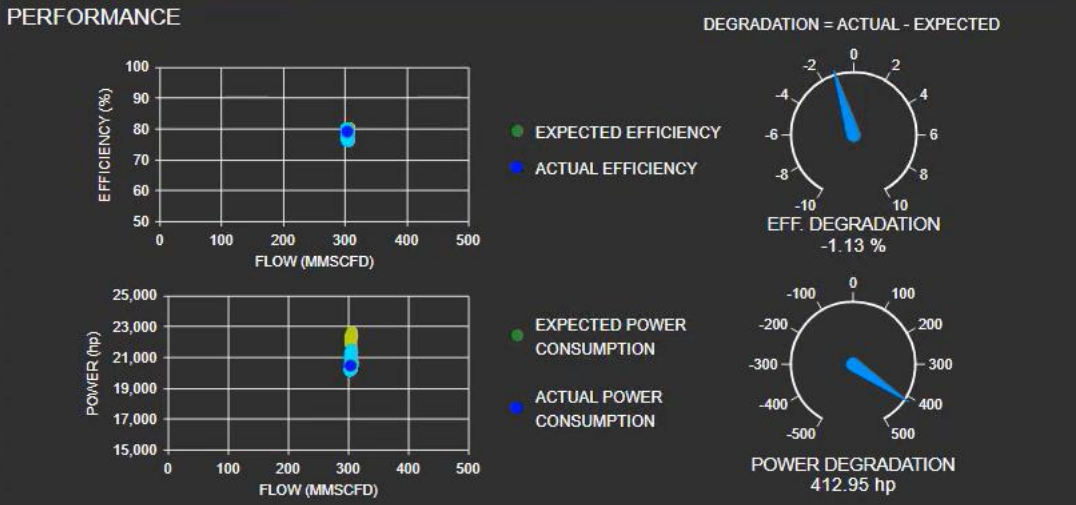 PERFORMANCE
DEGRADATION = ACTUAL - EXPECTED
100
90
80
70
60
50
EFFICIENCY (%)
0 100 200 300 400 500
FLOW (MMSCFD)
EXPECTED EFFICIENCY
ACTUAL EFFICIENCY
0
-2 2
-4 4
-6 6
-8 8
-10 10
EFF. DEGRADATION
-1.13 %
25,000
23,000
21,000
19,000
17,000
15,000
POWER (hp)
0 100 200 300 400 500
FLOW (MMSCFD)
EXPECTED POWER
CONSUMPTION
ACTUAL POWER
CONSUMPTION
0
-100 100
-200 200
-300 300
-400 400
-500 500
POWER DEGRADATION
412.95 hp